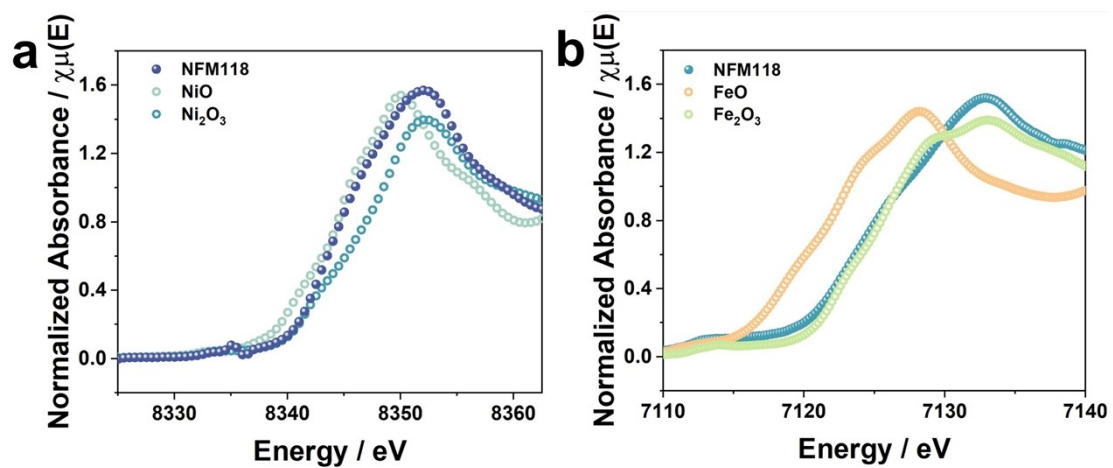 a
Normalized Absorbance / χμ(E)
1.6
1.2
0.8
0.4
0.0
NFM118
NiO
Ni₂O₃
8330
8340
8350
8360
Energy / eV
b
Normalized Absorbance / χμ(E)
1.6
1.2
0.8
0.4
0.0
NFM118
FeO
Fe₂O₃
7110
7120
7130
7140
Energy / eV